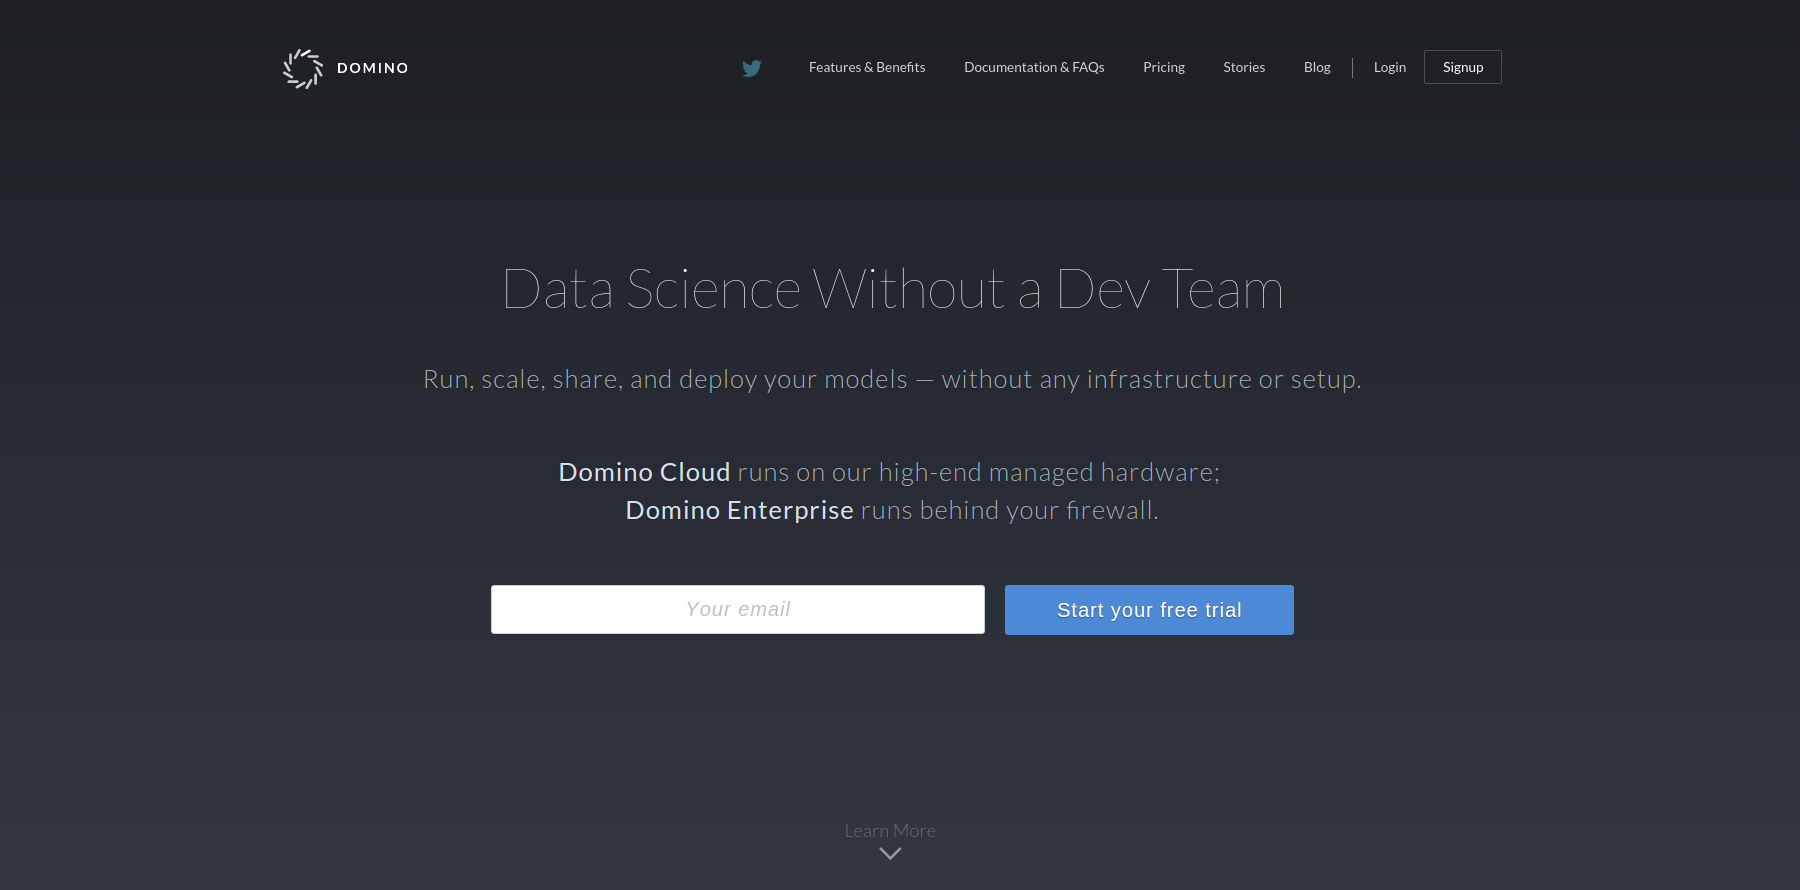 DOMINO
Features & Benefits
Documentation & FAQs
Pricing
Stories
Blog
Login
Signup
Data Science Without a Dev Team
Run, scale, share, and deploy your models — without any infrastructure or setup.
Domino Cloud runs on our high-end managed hardware;
Domino Enterprise runs behind your firewall.
Your email
Start your free trial
Learn More